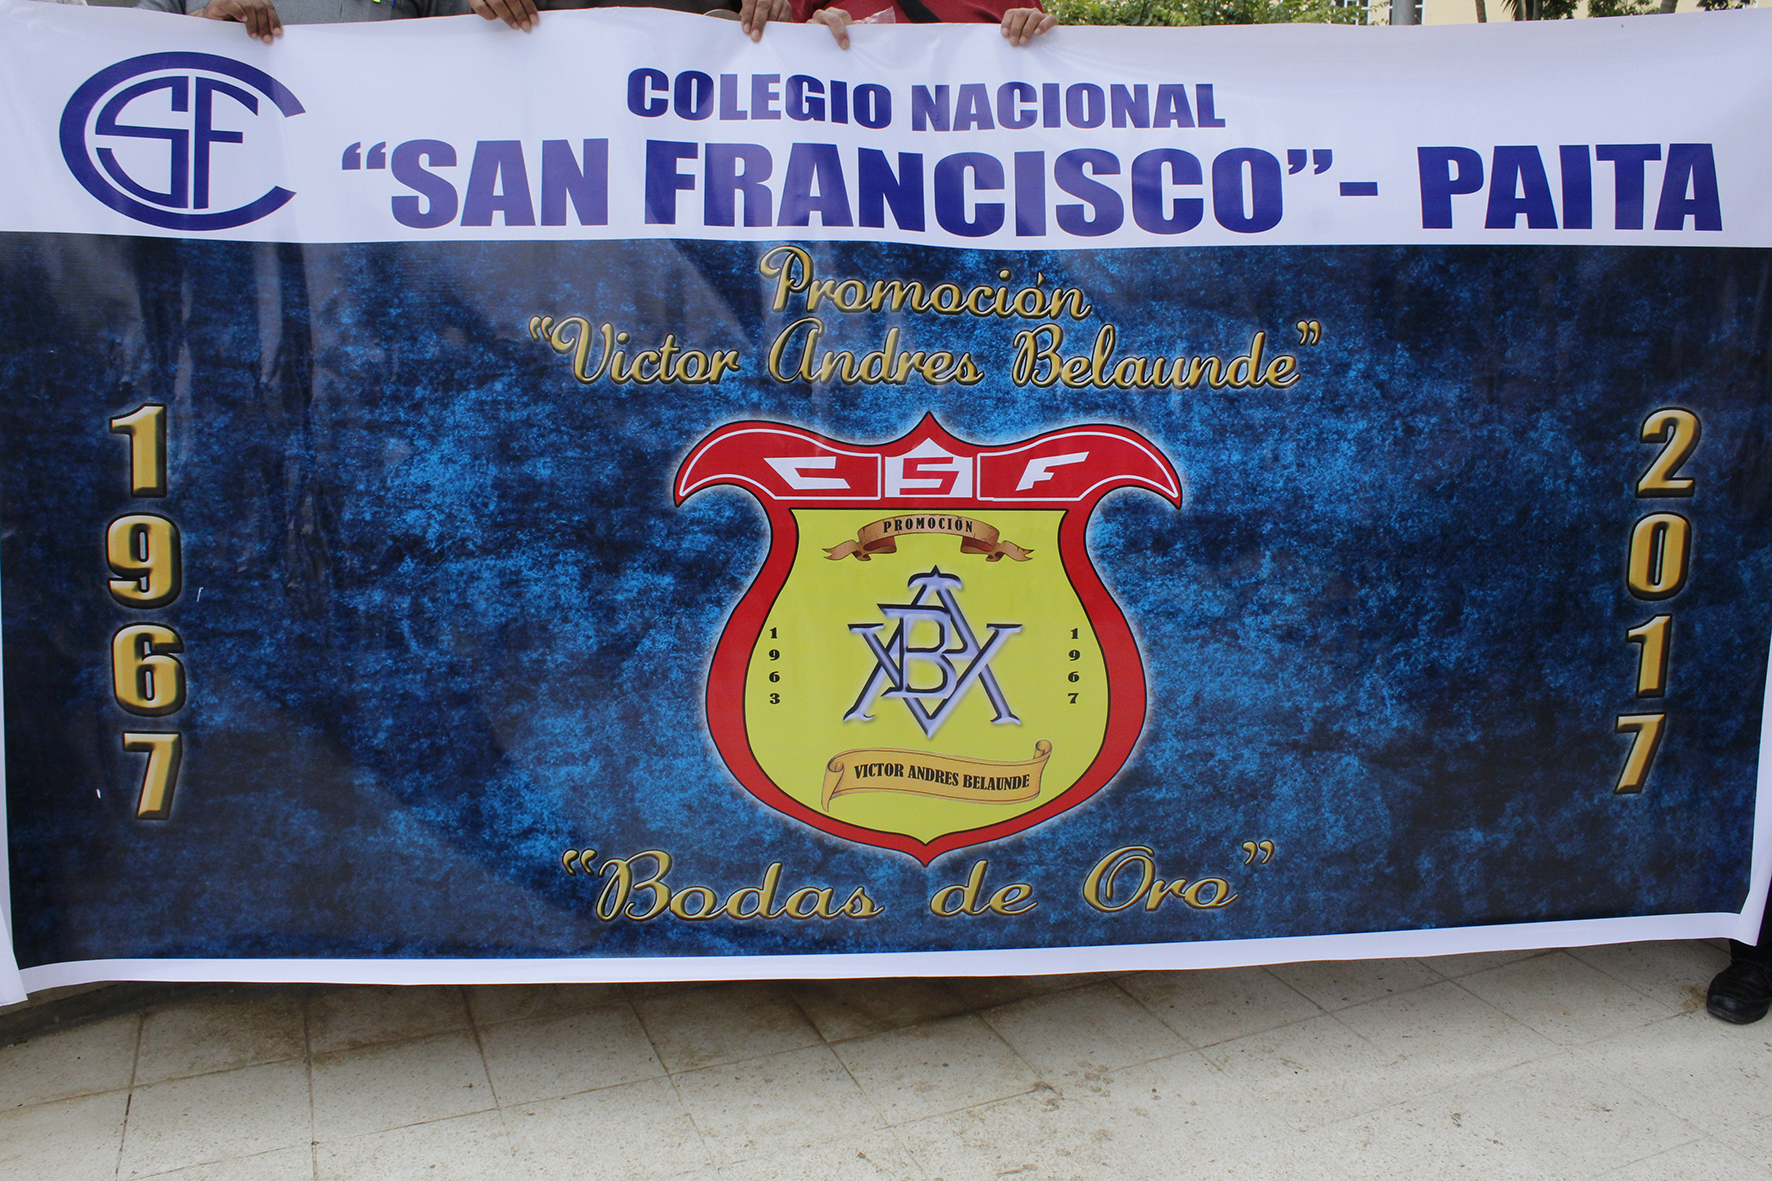 CSF
COLEGIO NACIONAL
"SAN FRANCISCO" - PAITA
Promoción
"Victor Andres Belaunde"
1967
2017
CSF
PROMOCIÓN
1963
VAB
1967
VICTOR ANDRES BELAUNDE
"Bodas de Oro"